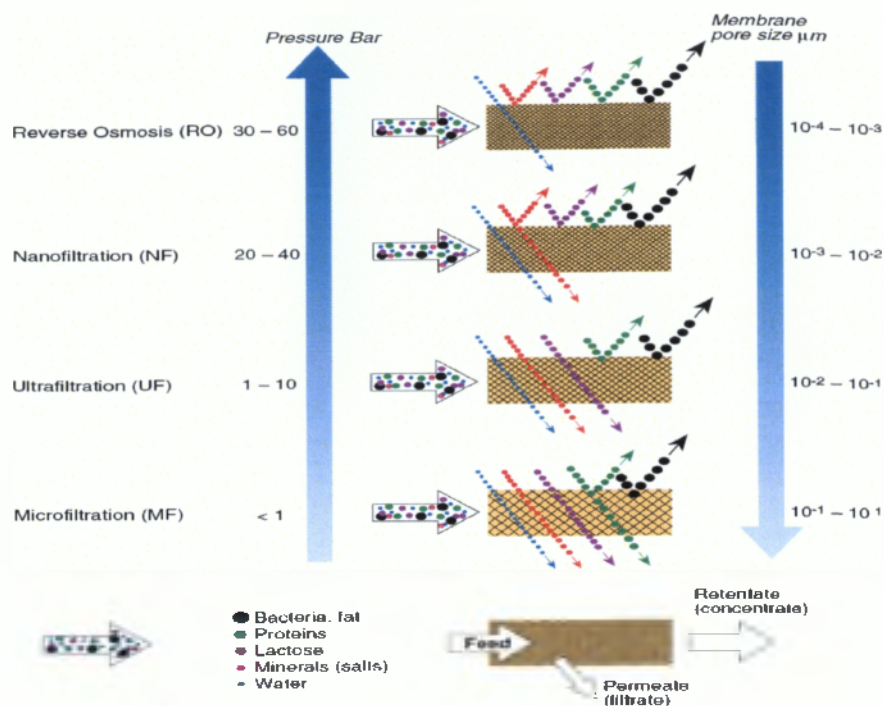 Pressure Bar
Membrane
pore size µm
Reverse Osmosis (RO) 30 – 60 10-4 – 10-3
Nanofiltration (NF) 20 – 40 10-3 – 10-2
Ultrafiltration (UF) 1 – 10 10-2 – 10-1
Microfiltration (MF) < 1 10-1 – 101
Bacteria, fat
Proteins
Lactose
Minerals (salts)
Water
Feed
Retentate
(concentrate)
Permeate
(filtrate)